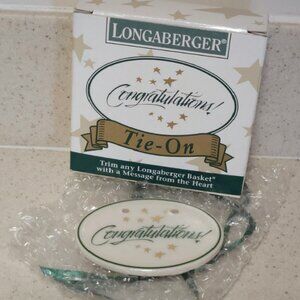 LONGABERGER®
Congratulations!
Tie-On
Trim any Longaberger Basket®
with a Message from the Heart
Congratulations!